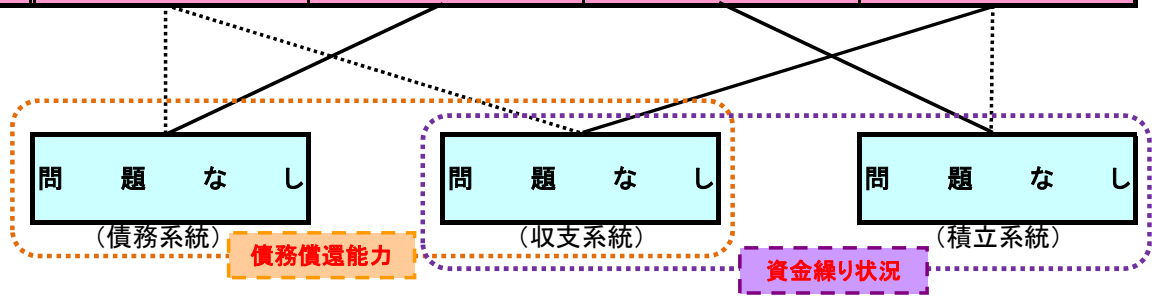 問題なし 問題なし 問題なし
（債務系統） （収支系統） （積立系統）
債務償還能力
資金繰り状況